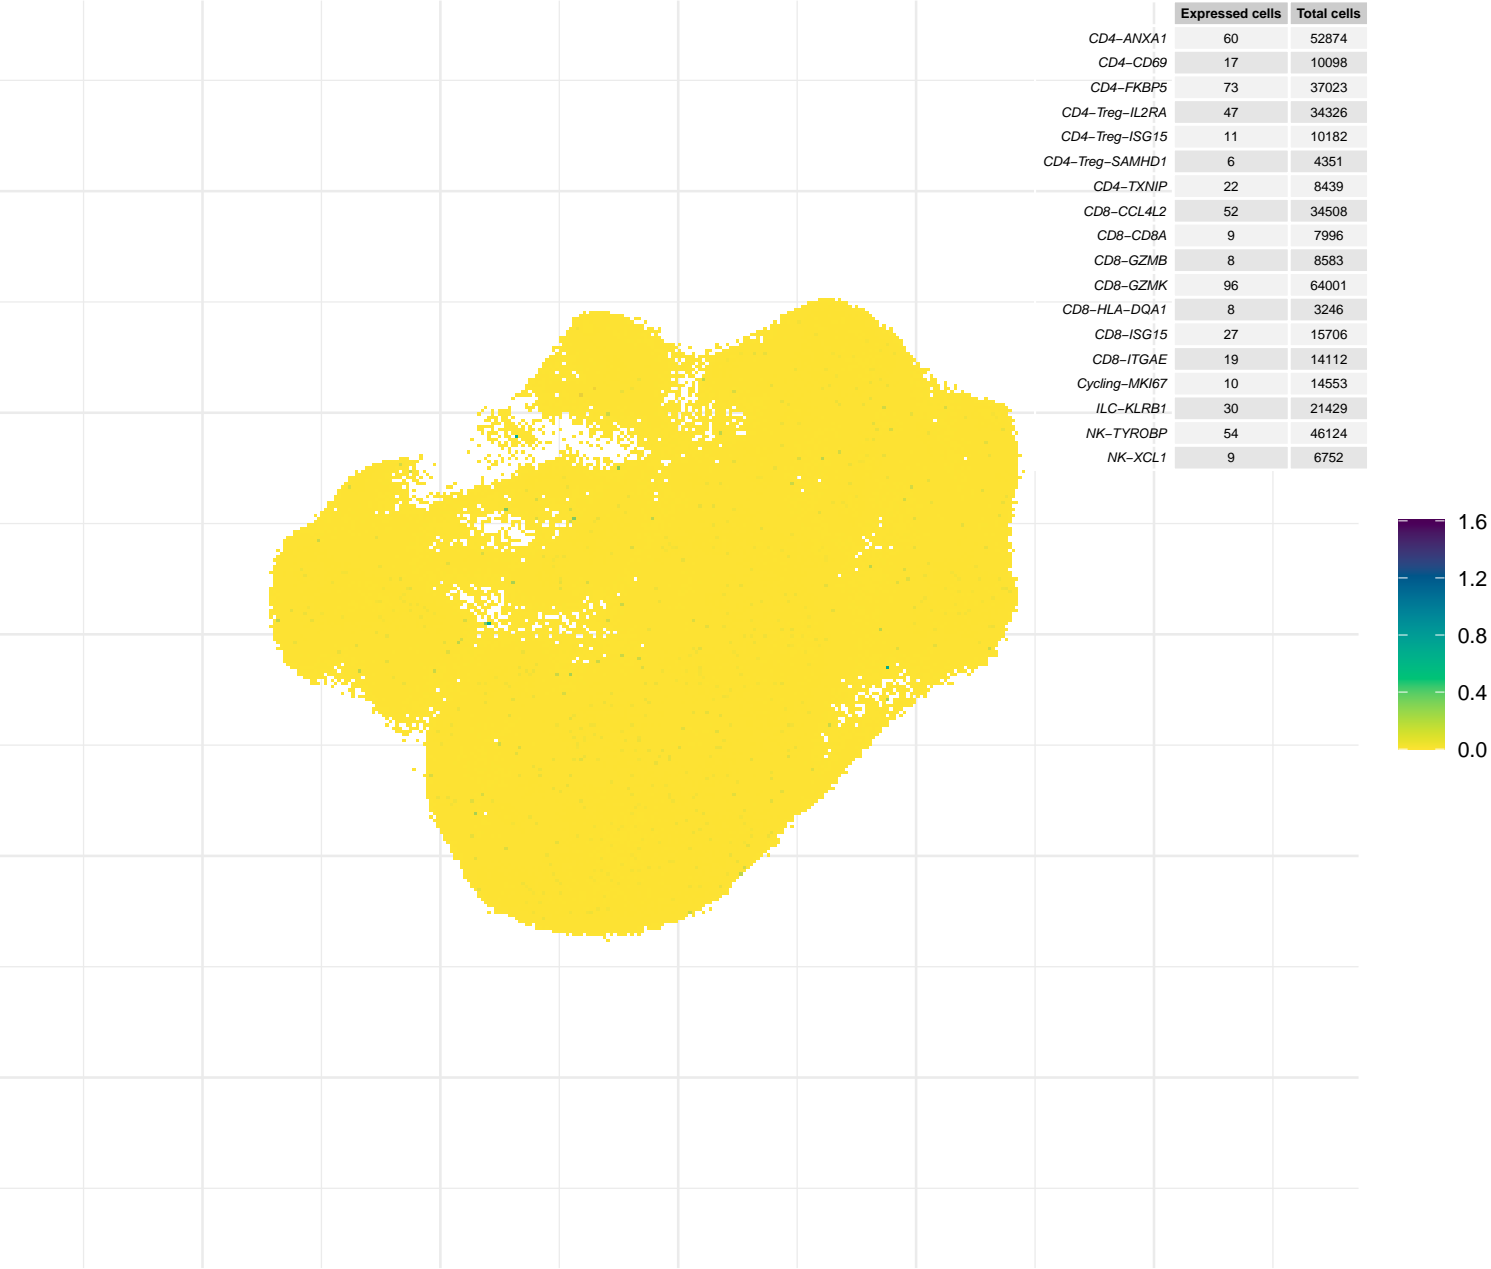 Expressed cells Total cells
CD4−ANXA1 60 52874
CD4−CD69 17 10098
CD4−FKBP5 73 37023
CD4−Treg−IL2RA 47 34326
CD4−Treg−ISG15 11 10182
CD4−Treg−SAMHD1 6 4351
CD4−TXNIP 22 8439
CD8−CCL4L2 52 34508
CD8−CD8A 9 7996
CD8−GZMB 8 8583
CD8−GZMK 96 64001
CD8−HLA−DQA1 8 3246
CD8−ISG15 27 15706
CD8−ITGAE 19 14112
Cycling−MKI67 10 14553
ILC−KLRB1 30 21429
NK−TYROBP 54 46124
NK−XCL1 9 6752
1.6
1.2
0.8
0.4
0.0